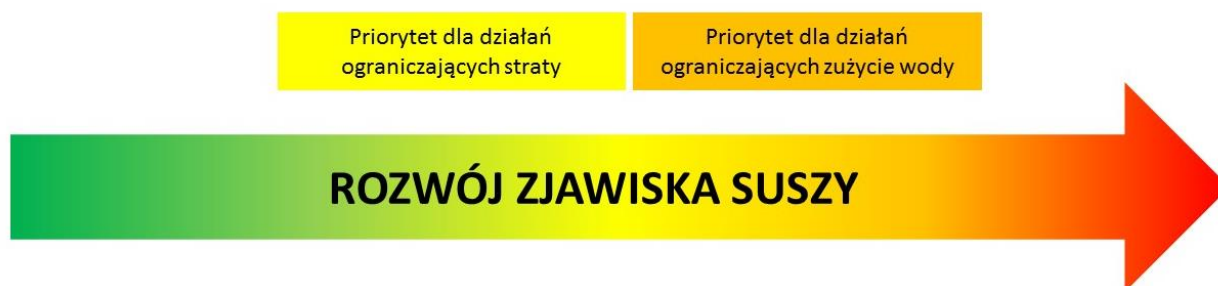 Priorytet dla działań
ograniczających straty
Priorytet dla działań
ograniczających zużycie wody
ROZWÓJ ZJAWISKA SUSZY